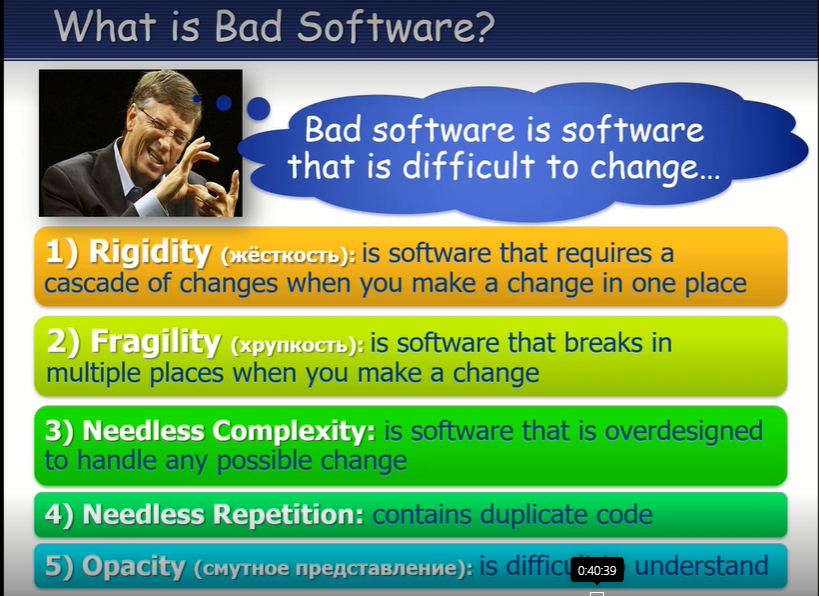 What is Bad Software?
Bad software is software
that is difficult to change...
1) Rigidity (жёсткость): is software that requires a
cascade of changes when you make a change in one place
2) Fragility (хрупкость): is software that breaks in
multiple places when you make a change
3) Needless Complexity: is software that is overdesigned
to handle any possible change
4) Needless Repetition: contains duplicate code
5) Opacity (смутное представление): is understand
0:40:39